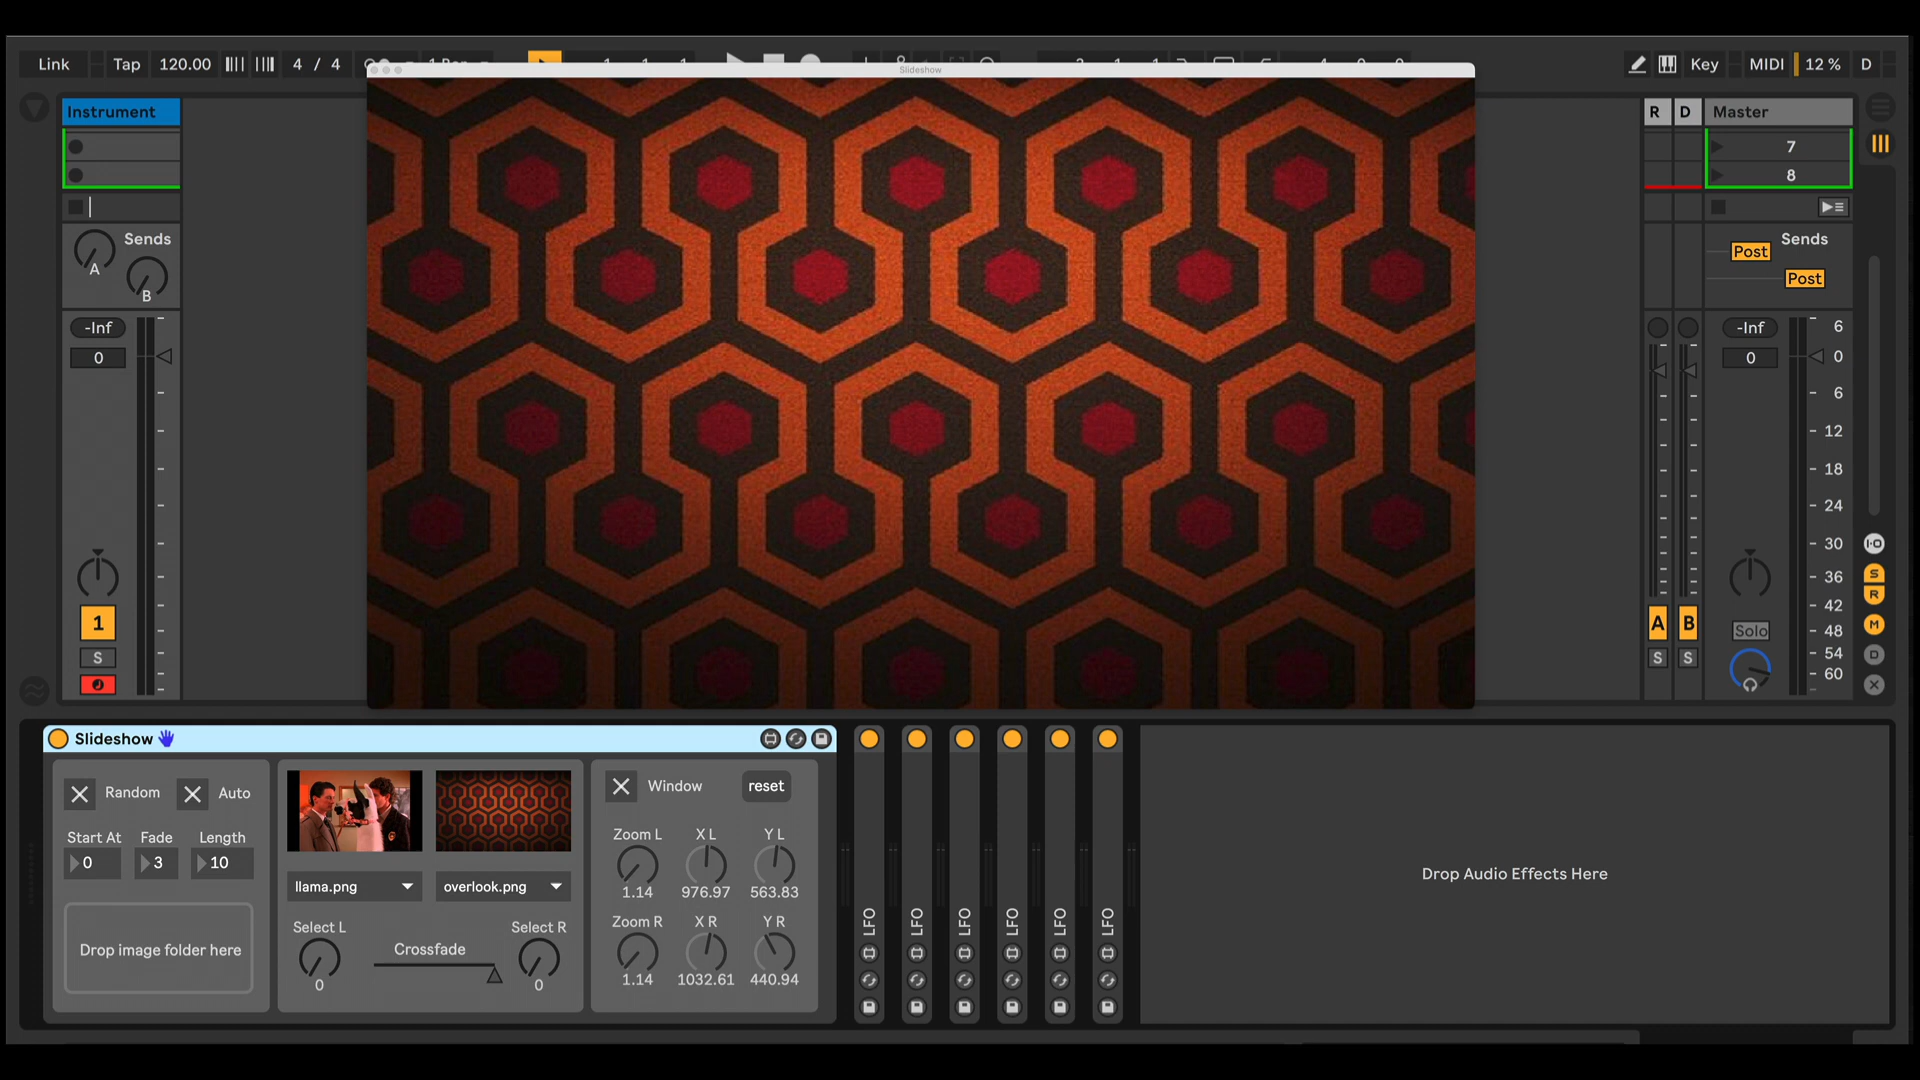 Link Tap 120.00 4 / 4
Key MIDI 12 % D
Slideshow
Instrument
R D Master
7
8
Sends
A
B
Sends
Post
Post
-Inf
0
-Inf
0
6
0
6
12
18
24
30
36
42
48
54
60
1
S
A B
S S
Solo
S
R
M
D
Slideshow
Random Auto
Start At Fade Length
0 3 10
Drop image folder here
llama.png overlook.png
Select L Crossfade Select R
0 0
Window reset
Zoom L X L Y L
1.14 976.97 563.83
Zoom R X R Y R
1.14 1032.61 440.94
LFO LFO LFO LFO LFO LFO
Drop Audio Effects Here